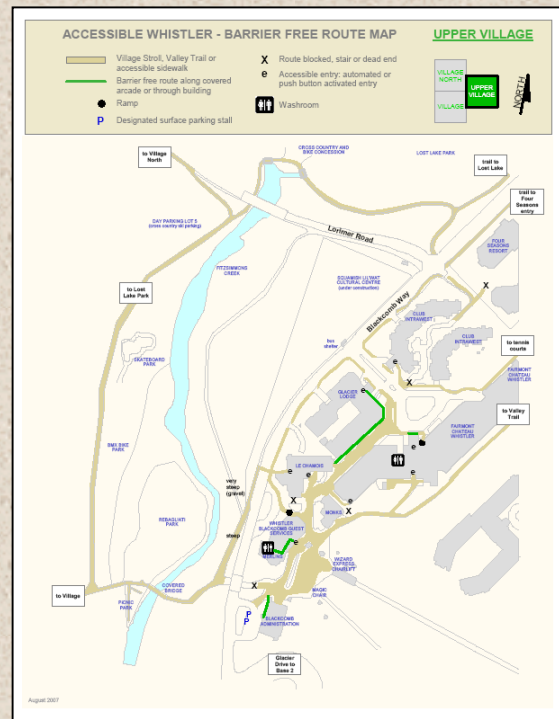 ACCESSIBLE WHISTLER - BARRIER FREE ROUTE MAP
UPPER VILLAGE
Village Stroll, Valley Trail or
accessible sidewalk
Barrier free route along covered
arcade or through building
Ramp
P Designated surface parking stall
X Route blocked, stair or dead end
e Accessible entry: automated or
push button activated entry
Washroom
VILLAGE
NORTH
UPPER
VILLAGE
VILLAGE
NORTH
to Village
North
CROSS COUNTRY AND
BIKE CONCESSION
LOST LAKE PARK
trail to
Lost Lake
trail to
Four
Seasons
entry
DAY PARKING LOT 5
(cross country ski parking)
Lorimer Road
FOUR
SEASONS
RESORT
FITZSIMMONS
CREEK
SQUAMISH LIL'WAT
CULTURAL CENTRE
(under construction)
to Lost
Lake Park
X
Blackcomb Way
CLUB
INTRAWEST
bus
shelter
CLUB
INTRAWEST
to tennis
courts
SKATEBOARD
PARK
e
X
FAIRMONT
CHATEAU
WHISTLER
GLACIER
LODGE
e
to Valley
Trail
BMX BIKE
PARK
FAIRMONT
CHATEAU
WHISTLER
e
LE CHAMOIS
e
e
e
very
steep
(gravel)
X
e
MONKS
X
REBAGLIATI
PARK
WHISTLER
BLACKCOMB GUEST
SERVICES
steep
e
MERLINS
WIZARD
EXPRESS
CHAIRLIFT
COVERED
BRIDGE
X
MAGIC
CHAIR
to Village
PICNIC
PARK
P
P
BLACKCOMB
ADMINISTRATION
Glacier
Drive to
Base 2
August 2007